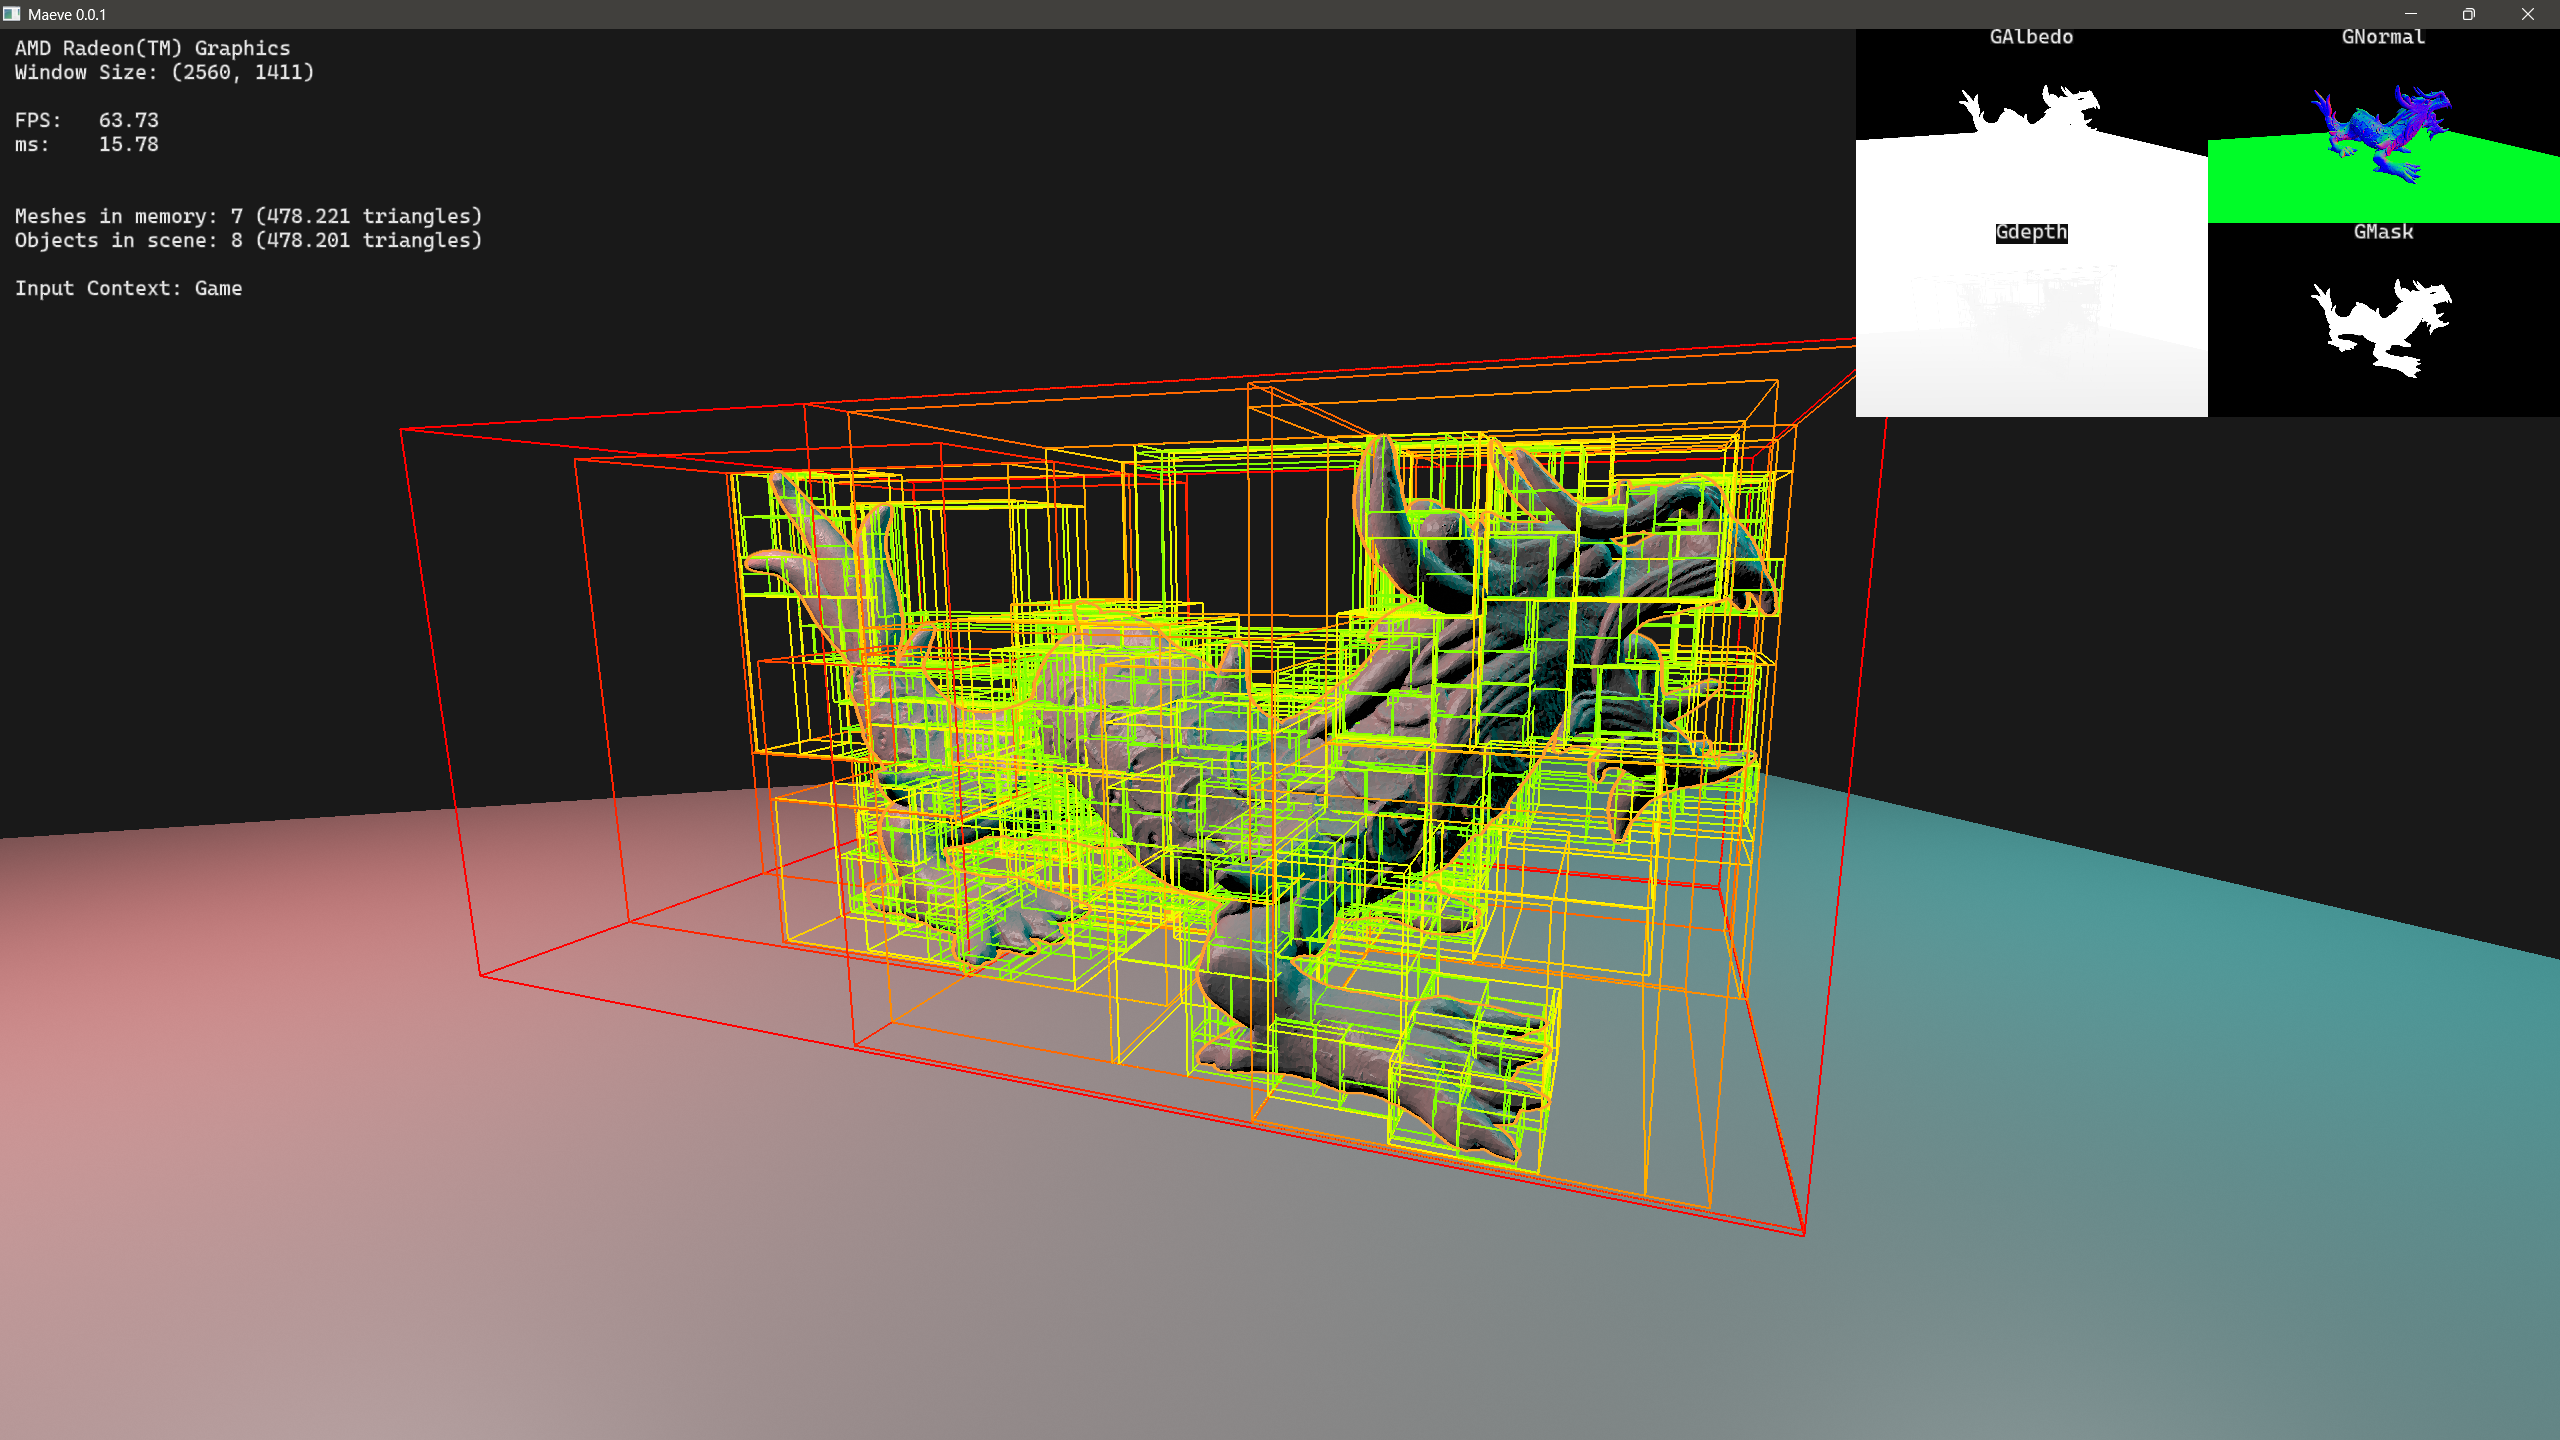 Maeve 0.0.1
AMD Radeon(TM) Graphics
Window Size: (2560, 1411)
FPS: 63.73
ms: 15.78
Meshes in memory: 7 (478.221 triangles)
Objects in scene: 8 (478.201 triangles)
Input Context: Game
GAlbedo
GNormal
Gdepth
GMask